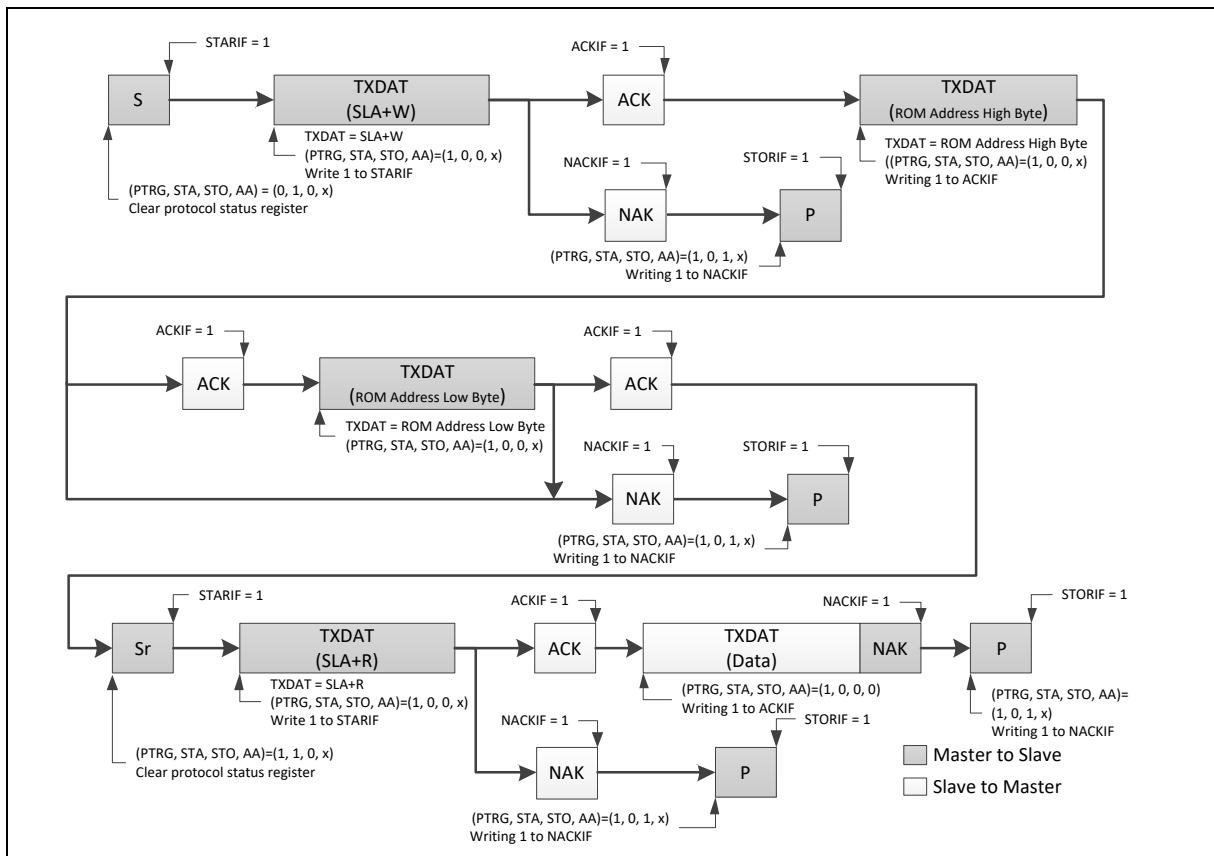 STARIF = 1
ACKIF = 1
S
TXDAT
(SLA+W)
ACK
TXDAT
(ROM Address High Byte)
TXDAT = SLA+W
(PTRG, STA, STO, AA)=(1, 0, 0, x)
Write 1 to STARIF
TXDAT = ROM Address High Byte
((PTRG, STA, STO, AA)=(1, 0, 0, x)
Writing 1 to ACKIF
(PTRG, STA, STO, AA) = (0, 1, 0, x)
Clear protocol status register
NACKIF = 1
STORIF = 1
NAK
P
(PTRG, STA, STO, AA)=(1, 0, 1, x)
Writing 1 to NACKIF
ACKIF = 1
ACKIF = 1
ACK
TXDAT
(ROM Address Low Byte)
ACK
TXDAT = ROM Address Low Byte
(PTRG, STA, STO, AA)=(1, 0, 0, x)
NACKIF = 1
STORIF = 1
NAK
P
(PTRG, STA, STO, AA)=(1, 0, 1, x)
Writing 1 to NACKIF
STARIF = 1
ACKIF = 1
NACKIF = 1
STORIF = 1
Sr
TXDAT
(SLA+R)
ACK
TXDAT
(Data)
NAK
P
TXDAT = SLA+R
(PTRG, STA, STO, AA)=(1, 0, 0, x)
Write 1 to STARIF
(PTRG, STA, STO, AA)=(1, 0, 0, 0)
Writing 1 to ACKIF
(PTRG, STA, STO, AA)=
(1, 0, 1, x)
Writing 1 to NACKIF
(PTRG, STA, STO, AA)=(1, 1, 0, x)
Clear protocol status register
NACKIF = 1
STORIF = 1
NAK
P
(PTRG, STA, STO, AA)=(1, 0, 1, x)
Writing 1 to NACKIF
Master to Slave
Slave to Master